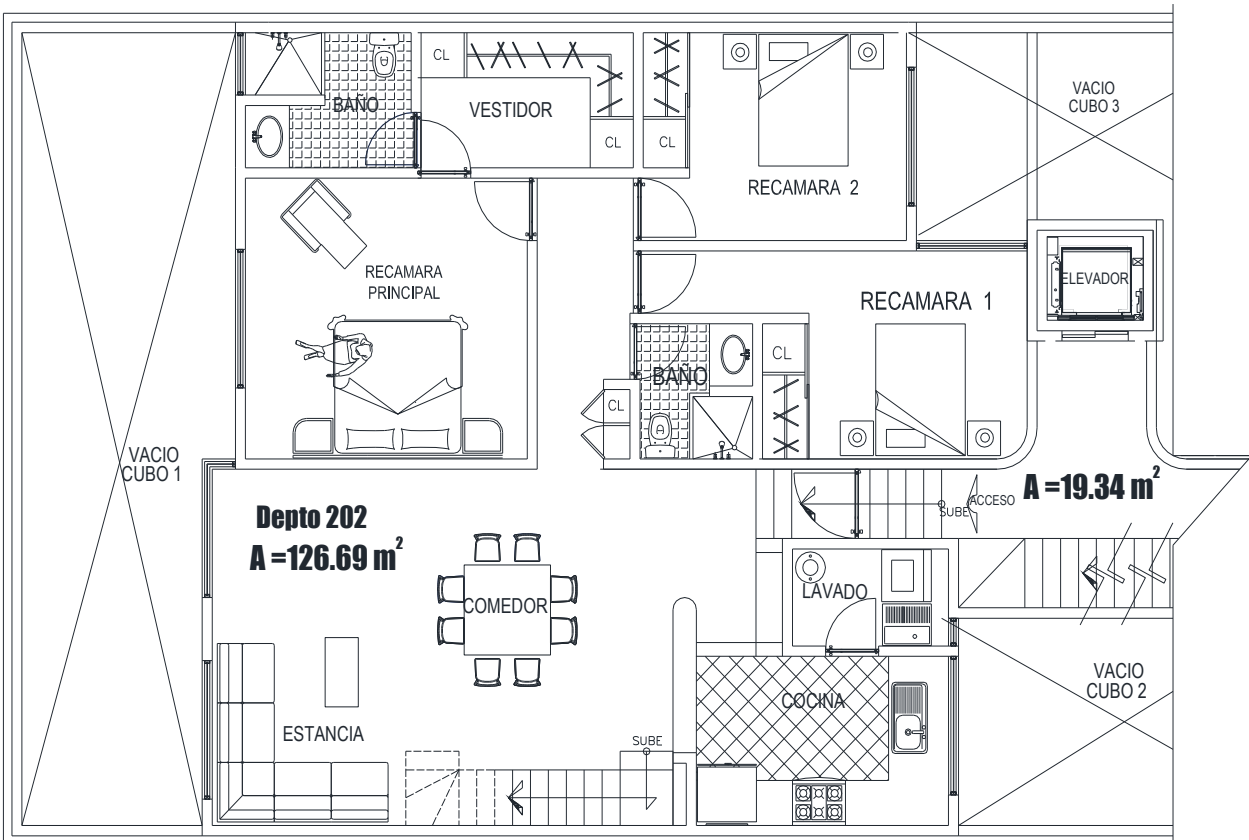 CL
BAÑO
VESTIDOR
CL
CL
VACIO
CUBO 3
RECAMARA 2
RECAMARA
PRINCIPAL
ELEVADOR
RECAMARA 1
CL
BAÑO
CL
VACIO
CUBO 1
Depto 202
A =126.69 m²
A =19.34 m²
ACCESO
SUBE
LAVADO
COMEDOR
VACIO
CUBO 2
COCINA
ESTANCIA
SUBE